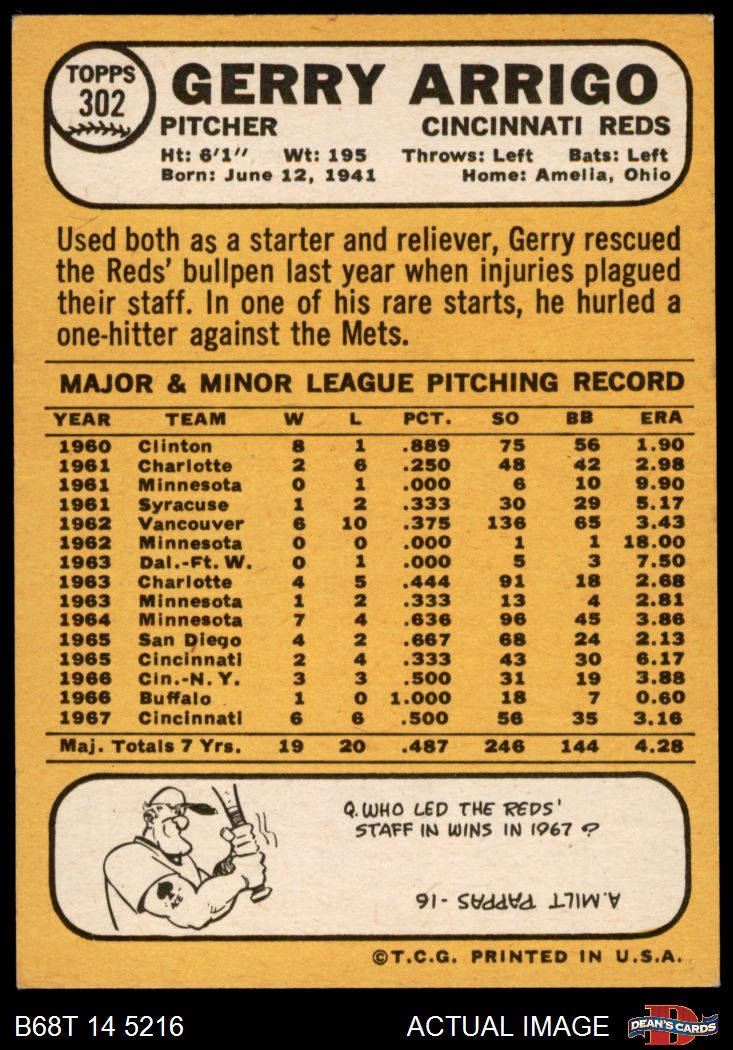 TOPPS
302
GERRY ARRIGO
PITCHER CINCINNATI REDS
Ht: 6'1" Wt: 195 Throws: Left Bats: Left
Born: June 12, 1941 Home: Amelia, Ohio
Used both as a starter and reliever, Gerry rescued
the Reds' bullpen last year when injuries plagued
their staff. In one of his rare starts, he hurled a
one-hitter against the Mets.
MAJOR & MINOR LEAGUE PITCHING RECORD
YEAR TEAM W L PCT. SO BB ERA
1960 Clinton 8 1 .889 75 56 1.90
1961 Charlotte 2 6 .250 48 42 2.98
1961 Minnesota 0 1 .000 6 10 9.90
1961 Syracuse 1 2 .333 30 29 5.17
1962 Vancouver 6 10 .375 136 65 3.43
1962 Minnesota 0 0 .000 1 1 18.00
1963 Dal.-Ft. W. 0 1 .000 5 3 7.50
1963 Charlotte 4 5 .444 91 18 2.68
1963 Minnesota 1 2 .333 13 4 2.81
1964 Minnesota 7 4 .636 96 45 3.86
1965 San Diego 4 2 .667 68 24 2.13
1965 Cincinnati 2 4 .333 43 30 6.17
1966 Cin.-N. Y. 3 3 .500 31 19 3.88
1966 Buffalo 1 0 1.000 18 7 0.60
1967 Cincinnati 6 6 .500 56 35 3.16
Maj. Totals 7 Yrs. 19 20 .487 246 144 4.28
Q. WHO LED THE REDS'
STAFF IN WINS IN 1967?
ACE
A. MILT PAPPAS - 16
©T.C.G. PRINTED IN U.S.A.
B68T 14 5216 ACTUAL IMAGE DEAN'S CARDS